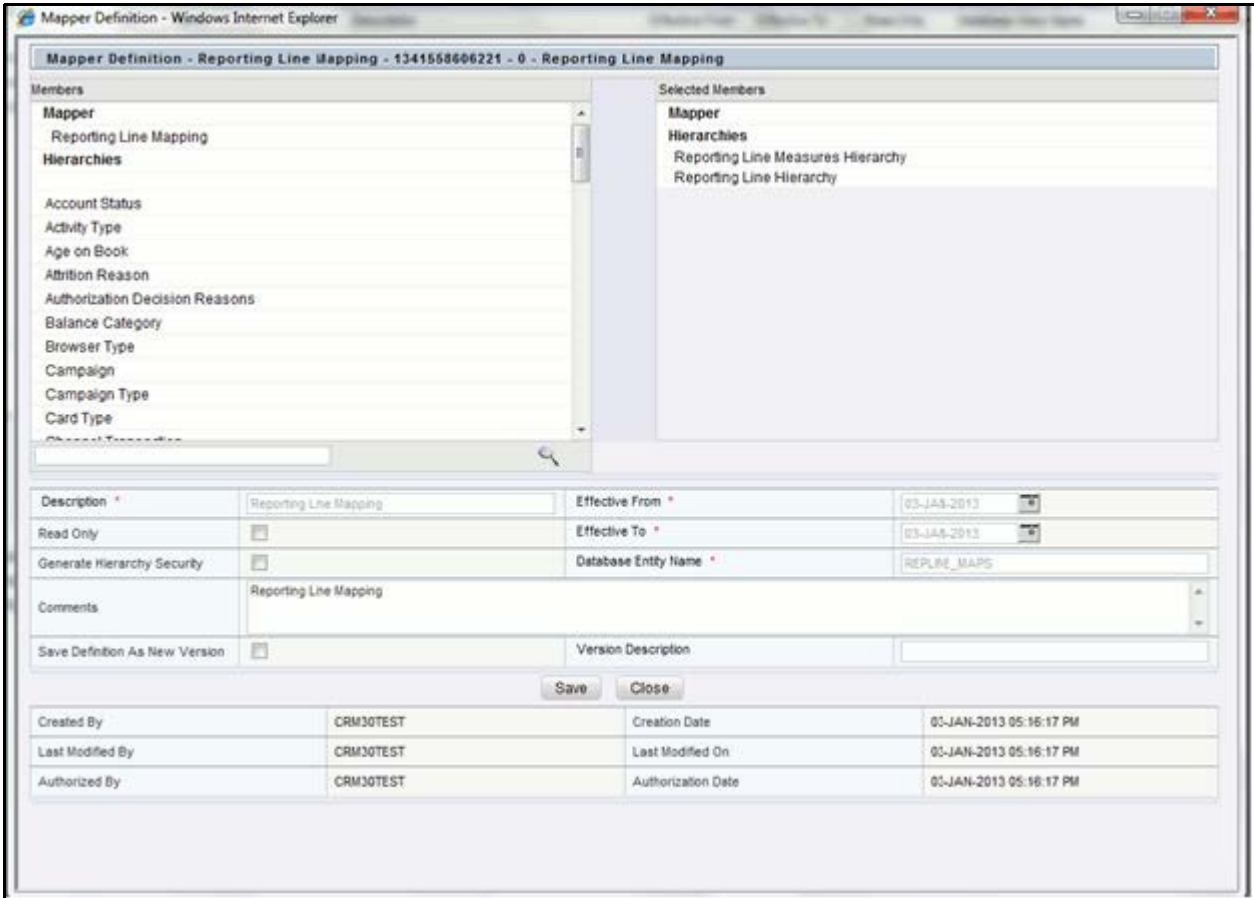 Mapper Definition - Windows Internet Explorer
Mapper Definition - Reporting Line Mapping - 1341558606221 - 0 - Reporting Line Mapping
Members
Selected Members
Mapper
Reporting Line Mapping
Hierarchies
Account Status
Activity Type
Age on Book
Attrition Reason
Authorization Decision Reasons
Balance Category
Browser Type
Campaign
Campaign Type
Card Type
Mapper
Hierarchies
Reporting Line Measures Hierarchy
Reporting Line Hierarchy
Description * Reporting Line Mapping Effective From * 03-JAN-2013
Read Only Effective To * 03-JAN-2013
Generate Hierarchy Security Database Entity Name * REPLINE_MAPS
Comments Reporting Line Mapping
Save Definition As New Version Version Description
Save Close
Created By CRM30TEST Creation Date 03-JAN-2013 05:16:17 PM
Last Modified By CRM30TEST Last Modified On 03-JAN-2013 05:16:17 PM
Authorized By CRM30TEST Authorization Date 03-JAN-2013 05:16:17 PM